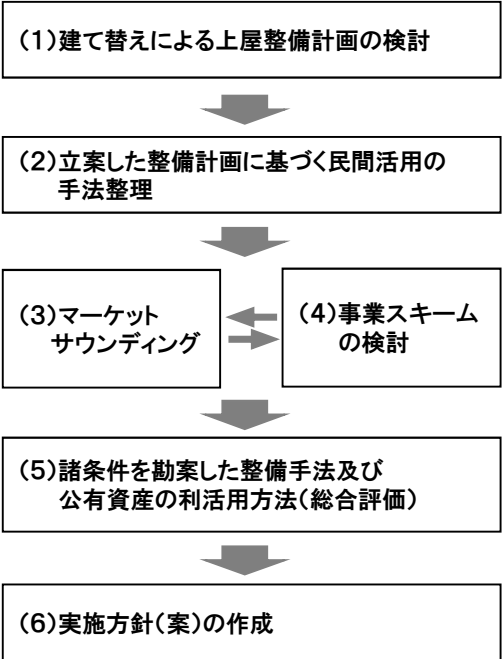 (1)建て替えによる上屋整備計画の検討
(2)立案した整備計画に基づく民間活用の
手法整理
(3)マーケット
サウンディング
(4)事業スキーム
の検討
(5)諸条件を勘案した整備手法及び
公有資産の利活用方法(総合評価)
(6)実施方針(案)の作成